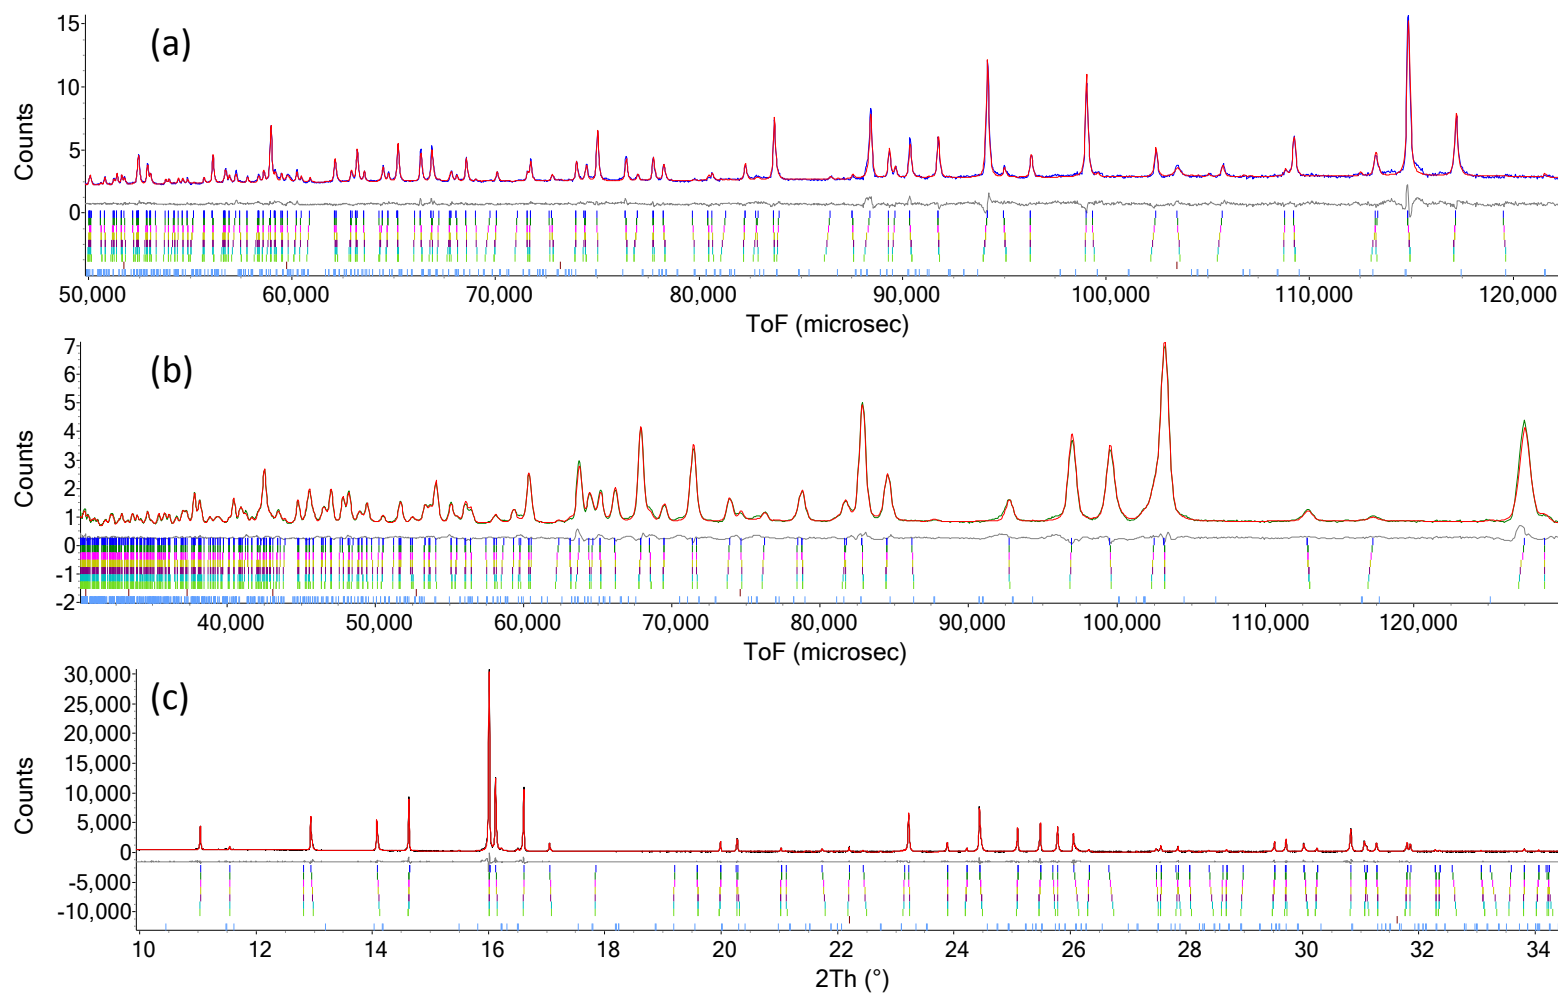 (a)
Counts
15
10
5
0
50,000 60,000 70,000 80,000 90,000 100,000 110,000 120,000
ToF (microsec)
(b)
Counts
7
6
5
4
3
2
1
0
-1
-2
40,000 50,000 60,000 70,000 80,000 90,000 100,000 110,000 120,000
ToF (microsec)
(c)
Counts
30,000
25,000
20,000
15,000
10,000
5,000
0
-5,000
-10,000
10 12 14 16 18 20 22 24 26 28 30 32 34
2Th (°)